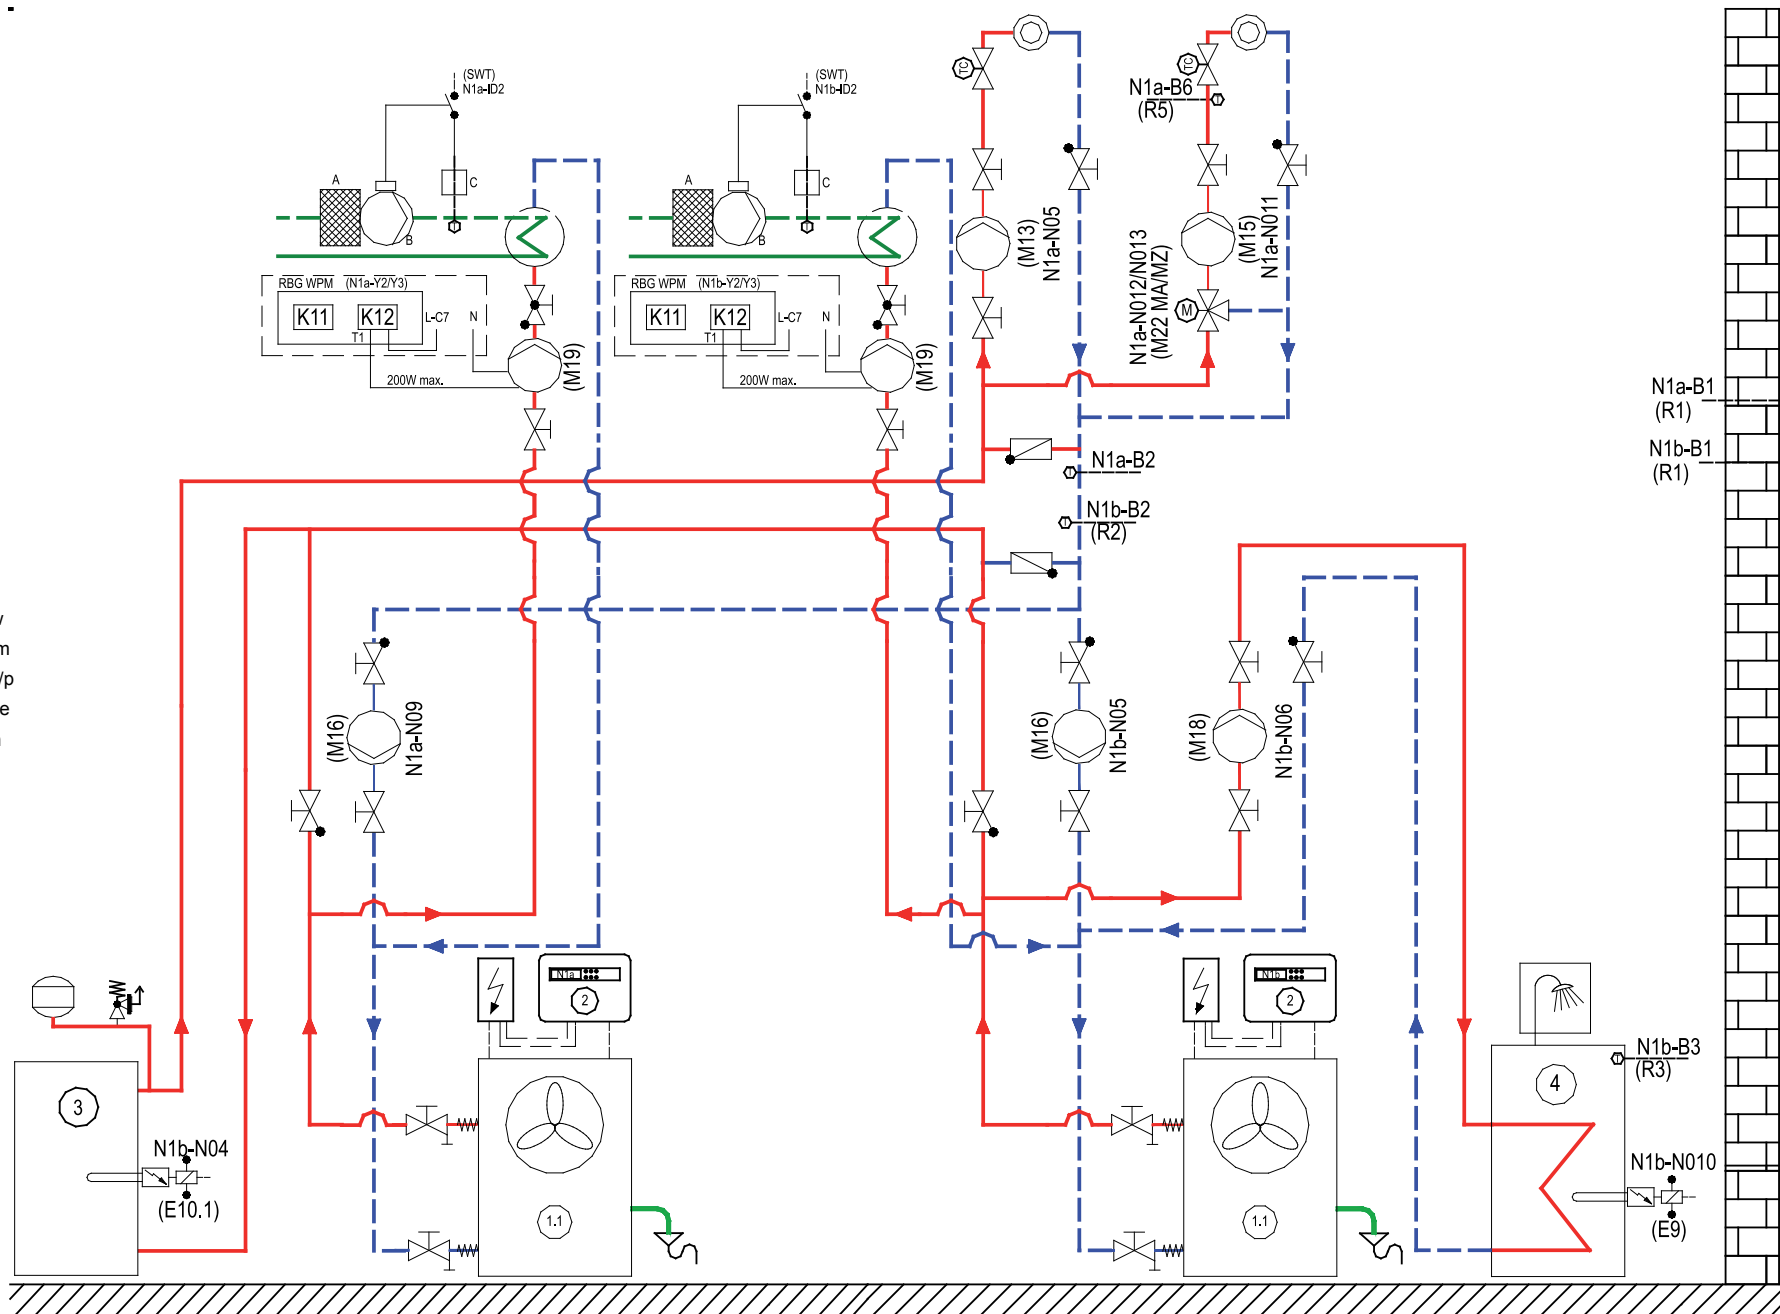 (SWT)
N1a-ID2
(SWT)
N1b-ID2
TC
TC
N1a-B6
(R5)
A
B
C
A
B
C
(M13)
N1a-N05
(M15)
N1a-N011
N1a-N012/N013
(M22 MA/MZ)
M
RBG WPM (N1a-Y2/Y3)
K11
K12
L-C7
N
T1
200W max.
(M19)
RBG WPM (N1b-Y2/Y3)
K11
K12
L-C7
N
T1
200W max.
(M19)
N1a-B1
(R1)
N1b-B1
(R1)
N1a-B2
N1b-B2
(R2)
m
/p
e
(M16)
N1a-N09
(M16)
N1b-N05
(M18)
N1b-N06
N1a
2
N1b
2
3
N1b-N04
(E10.1)
1.1
1.1
4
N1b-B3
(R3)
N1b-N010
(E9)